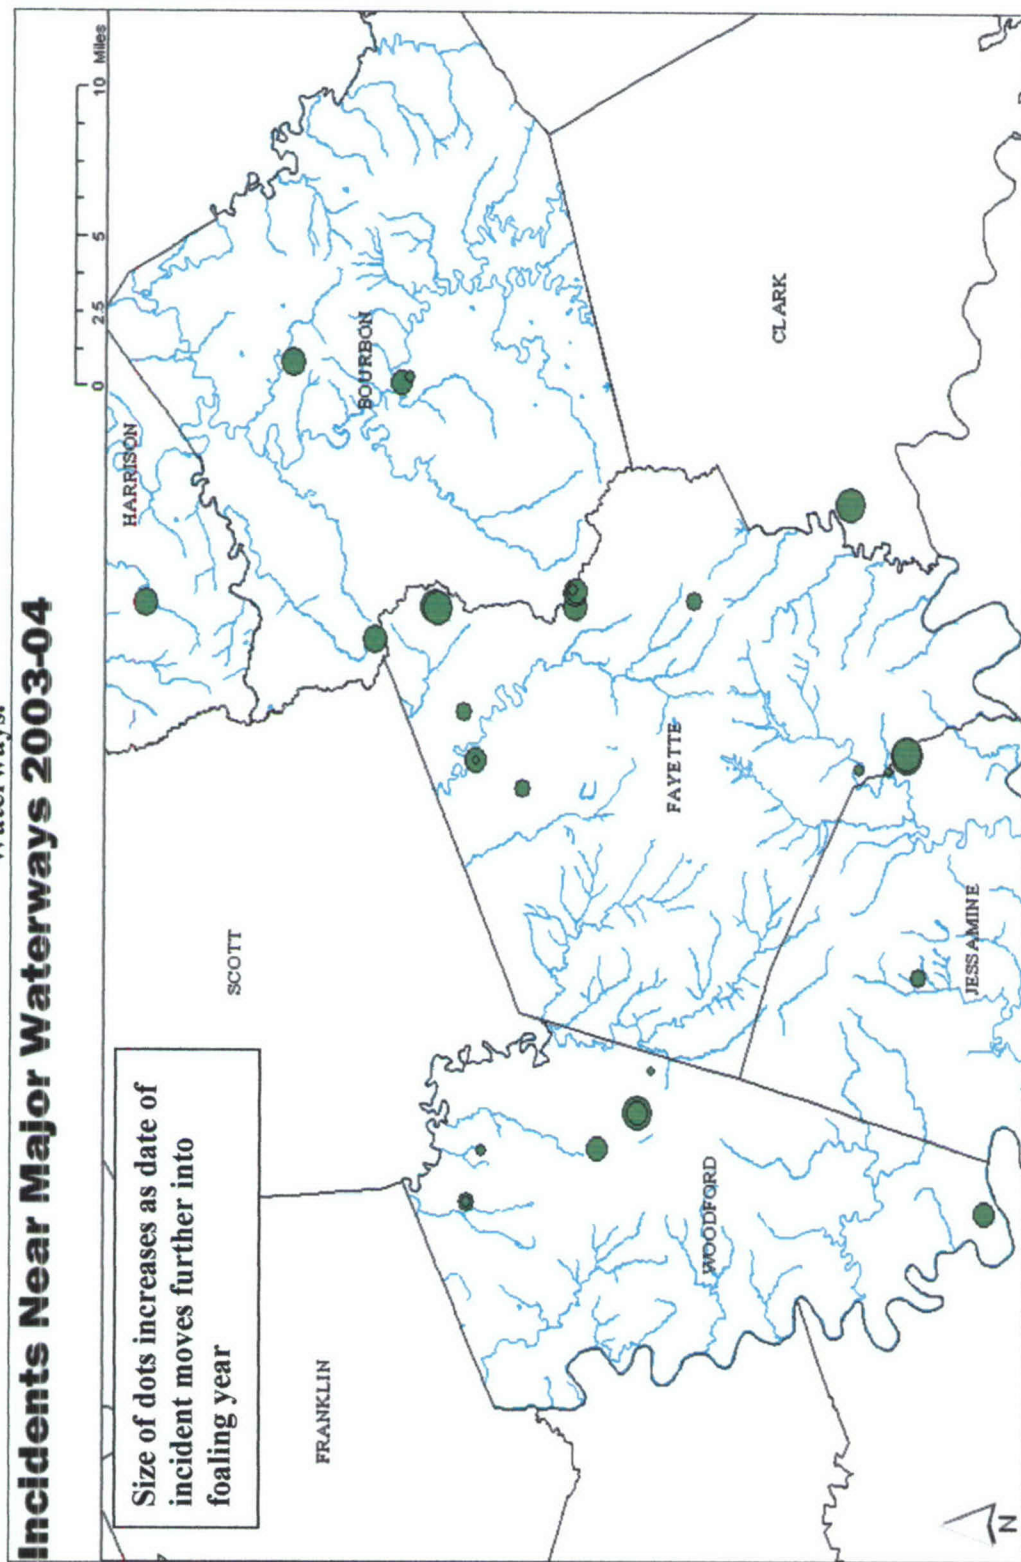 waterways.
Incidents Near Major Waterways 2003-04
0 2.5 5 10 Miles
Size of dots increases as date of
incident moves further into
foaling year
HARRISON
SCOTT
BOURBON
FRANKLIN
FAYETTE
CLARK
WOODFORD
JESSAMINE
N